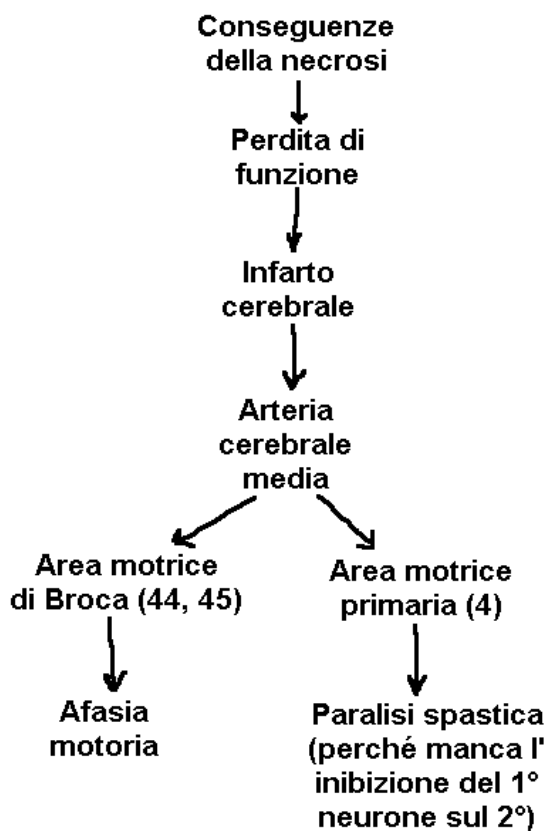 Conseguenze
della necrosi
Perdita di
funzione
Infarto
cerebrale
Arteria
cerebrale
media
Area motrice
di Broca (44, 45)
Area motrice
primaria (4)
Afasia
motoria
Paralisi spastica
(perché manca l'
inibizione del 1°
neurone sul 2°)